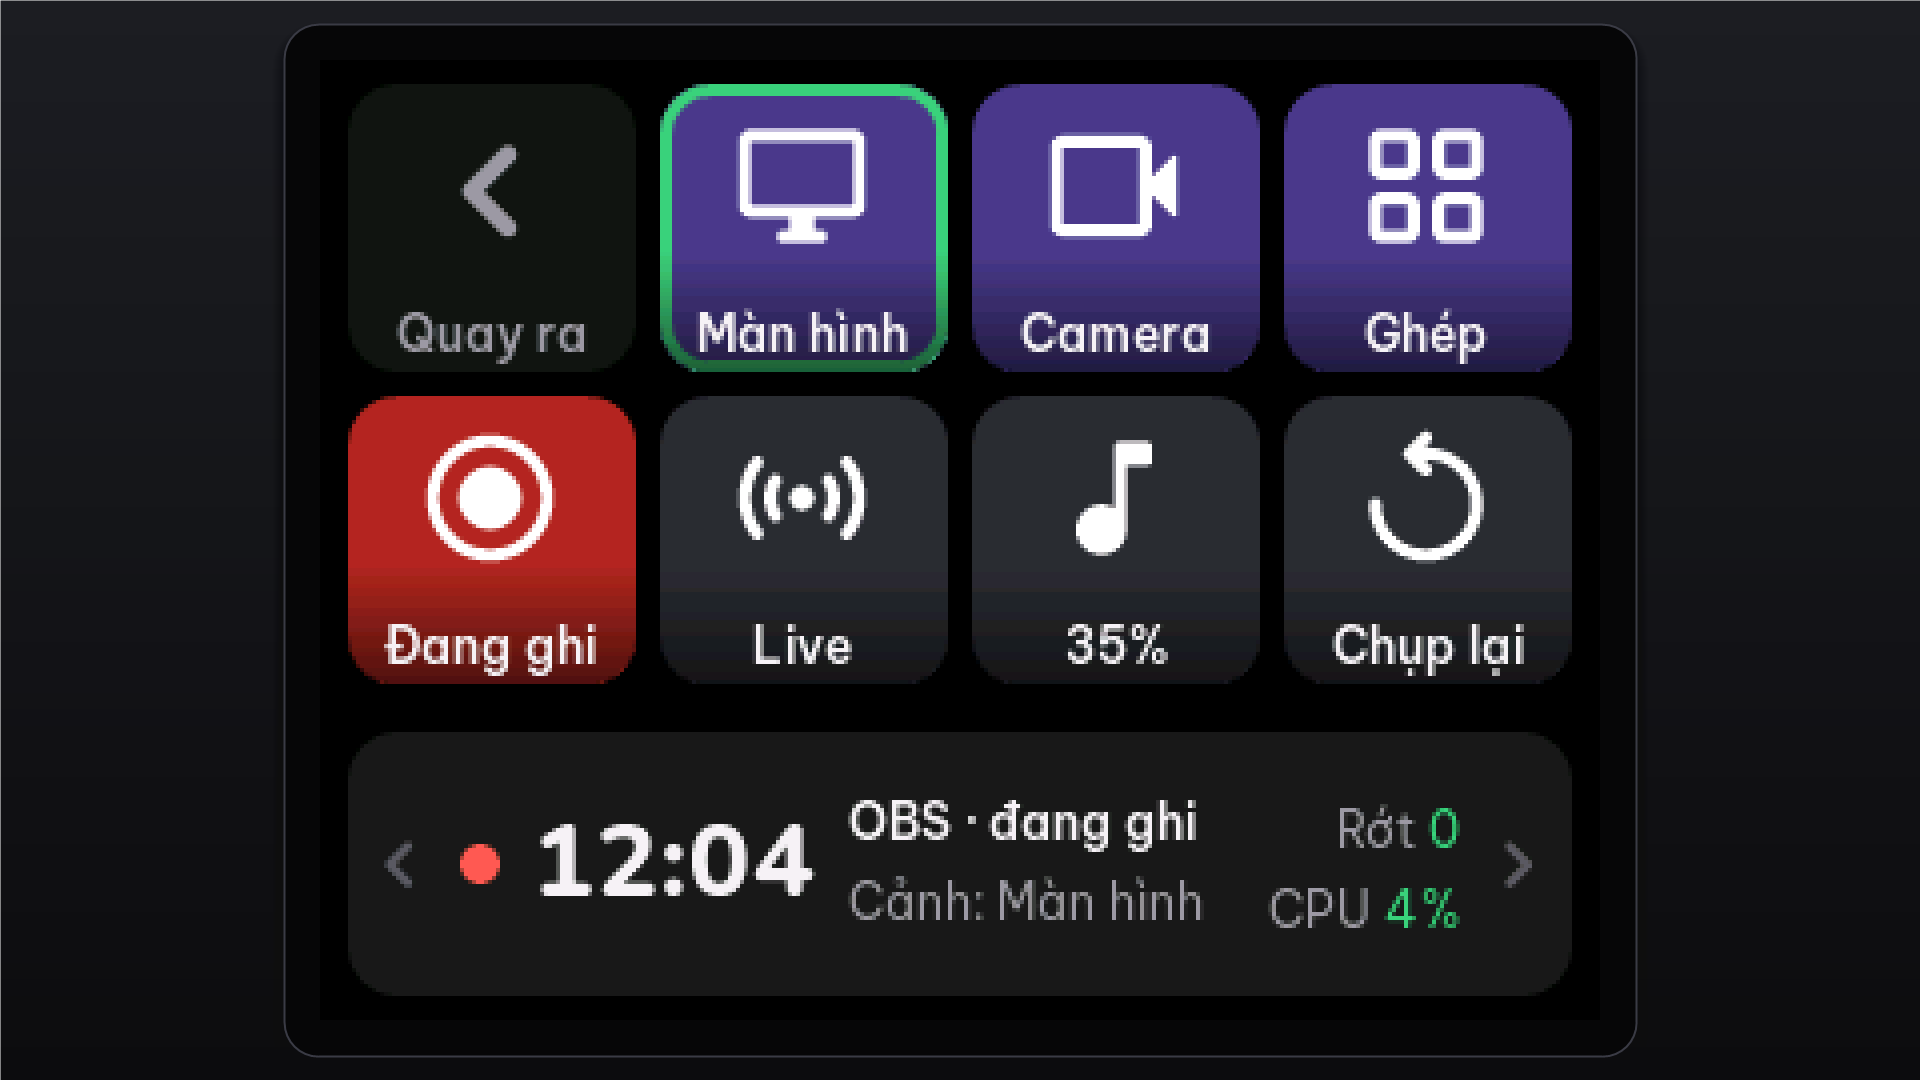 Quay ra
Màn hình
Camera
Ghép
Đang ghi
Live
35%
Chụp lại
12:04
OBS · đang ghi
Cảnh: Màn hình
Rớt 0
CPU 4%